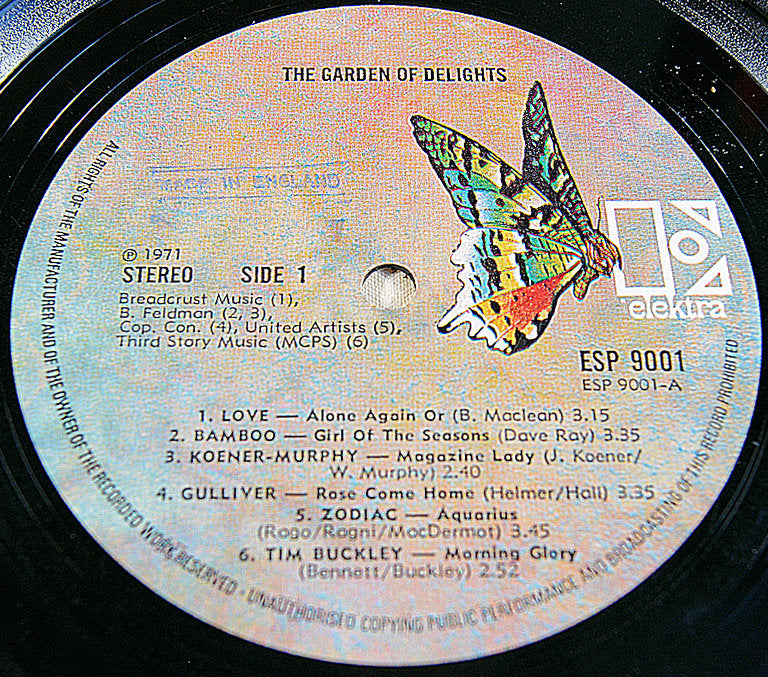 THE GARDEN OF DELIGHTS
MADE IN ENGLAND
℗ 1971
STEREO SIDE 1
Breadcrust Music (1),
B. Feldman (2, 3),
Cop. Con. (4), United Artists (5),
Third Story Music (MCPS) (6)
elektra
ESP 9001
ESP 9001-A
1. LOVE — Alone Again Or (B. Maclean) 3.15
2. BAMBOO — Girl Of The Seasons (Dave Ray) 3.35
3. KOENER-MURPHY — Magazine Lady (J. Koener/
W. Murphy) 2.40
4. GULLIVER — Rose Come Home (Helmer/Hall) 3.35
5. ZODIAC — Aquarius
(Rago/Ragni/MacDermot) 3.45
6. TIM BUCKLEY — Morning Glory
(Bennett/Buckley) 2.52
ALL RIGHTS OF THE MANUFACTURER AND OF THE OWNER OF THE RECORDED WORK RESERVED · UNAUTHORISED COPYING PUBLIC PERFORMANCE AND BROADCASTING OF THIS RECORD PROHIBITED